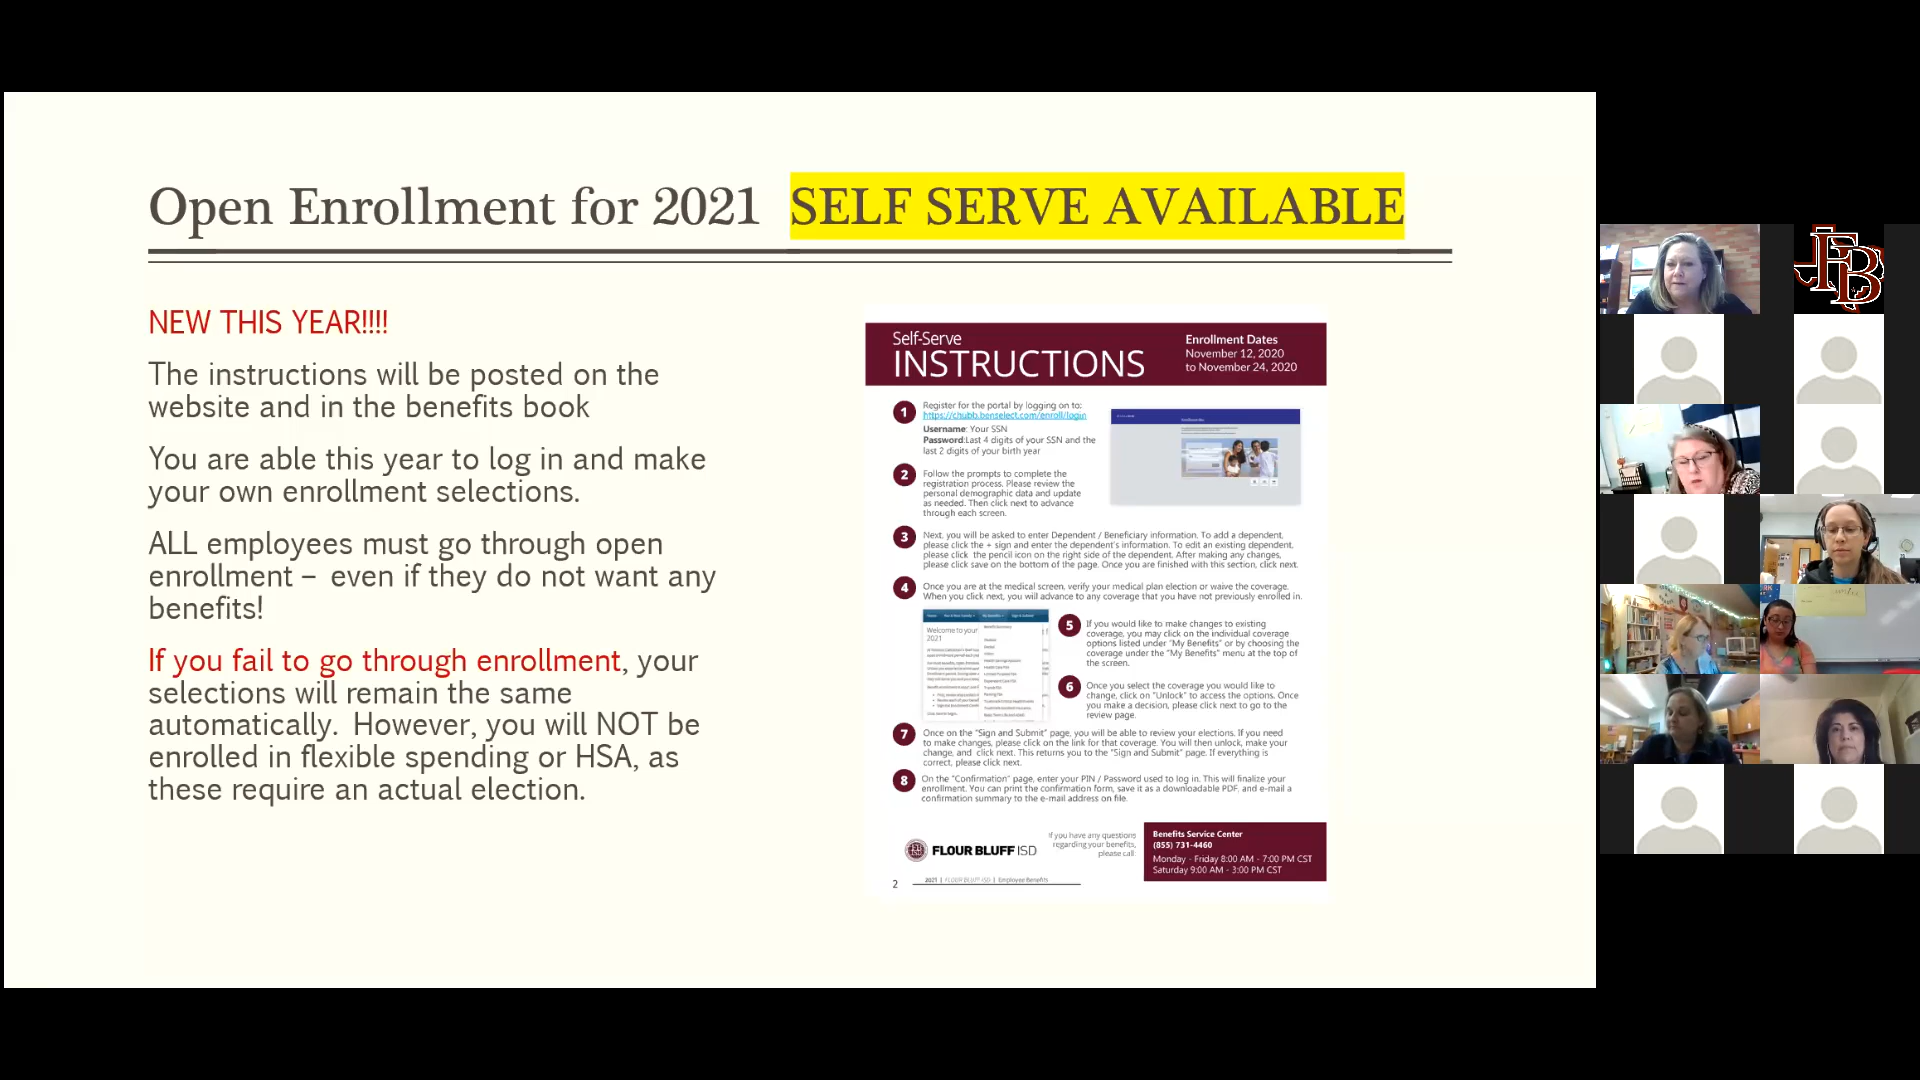 Open Enrollment for 2021 SELF SERVE AVAILABLE
NEW THIS YEAR!!!!
The instructions will be posted on the
website and in the benefits book
You are able this year to log in and make
your own enrollment selections.
ALL employees must go through open
enrollment – even if they do not want any
benefits!
If you fail to go through enrollment, your
selections will remain the same
automatically. However, you will NOT be
enrolled in flexible spending or HSA, as
these require an actual election.
Self-Serve
INSTRUCTIONS
Enrollment Dates
November 12, 2020
to November 24, 2020
1
Register for the portal by logging on to:
https://chubb.benselect.com/enroll/login
Username: Your SSN
Password:Last 4 digits of your SSN and the
last 2 digits of your birth year
2
Follow the prompts to complete the
registration process. Please review the
personal demographic data and update
as needed. Then click next to advance
through each screen.
3
Next, you will be asked to enter Dependent / Beneficiary information. To add a dependent,
please click the + sign and enter the dependent's information. To edit an existing dependent,
please click the pencil icon on the right side of the dependent. After making any changes,
please click save on the bottom of the page. Once you are finished with this section, click next.
4
Once you are at the medical screen, verify your medical plan election or waive the coverage.
When you click next, you will advance to any coverage that you have not previously enrolled in.
Welcome to your
2021
5
If you would like to make changes to existing
coverage, you may click on the individual coverage
options listed under "My Benefits" or by choosing the
coverage under the "My Benefits" menu at the top of
the screen.
6
Once you select the coverage you would like to
change, click on "Unlock" to access the options. Once
you make a decision, please click next to go to the
review page.
7
Once on the "Sign and Submit" page, you will be able to review your elections. If you need
to make changes, please click on the link for that coverage. You will then unlock, make your
change, and click next. This returns you to the "Sign and Submit" page. If everything is
correct, please click next.
8
On the "Confirmation" page, enter your PIN / Password used to log in. This will finalize your
enrollment. You can print the confirmation form, save it as a downloadable PDF, and e-mail a
confirmation summary to the e-mail address on file.
FLOUR BLUFF ISD
If you have any questions
regarding your benefits,
please call:
Benefits Service Center
(855) 731-4460
Monday - Friday 8:00 AM - 7:00 PM CST
Saturday 9:00 AM - 3:00 PM CST
2
2021 | FLOUR BLUFF ISD | Employee Benefits
FB